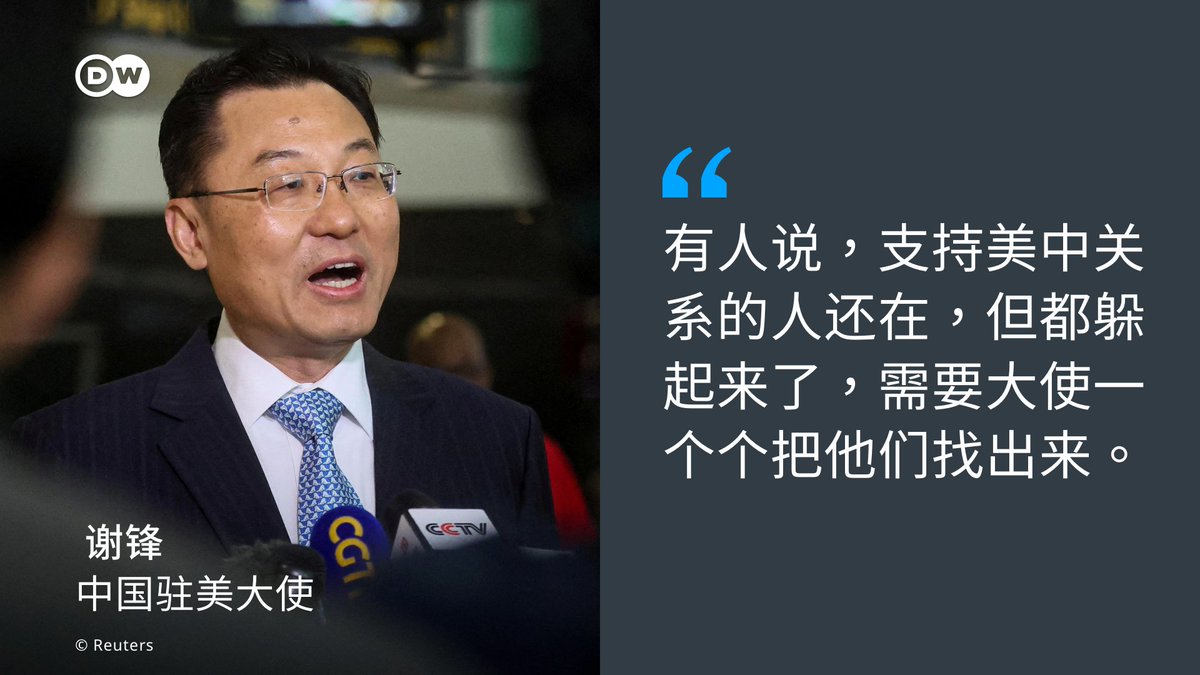 DW
有人说，支持美中关
系的人还在，但都躲
起来了，需要大使一
个个把他们找出来。
CGT
CCTV
谢锋
中国驻美大使
© Reuters